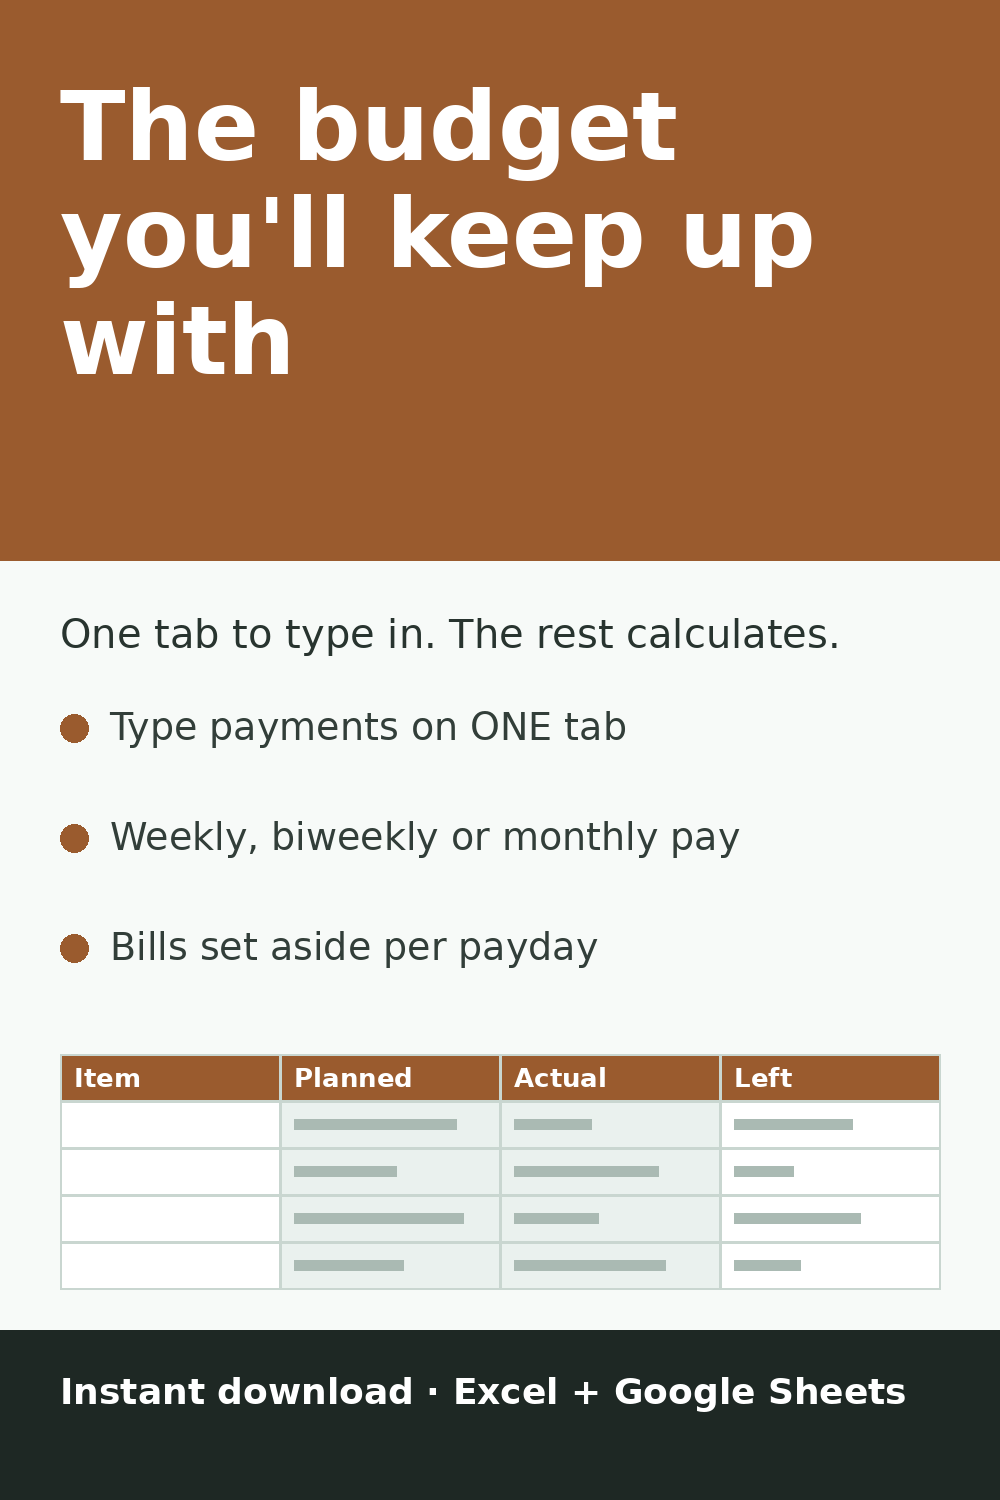 The budget
you'll keep up
with
One tab to type in. The rest calculates.
Type payments on ONE tab
Weekly, biweekly or monthly pay
Bills set aside per payday
Item Planned Actual Left
Instant download · Excel + Google Sheets